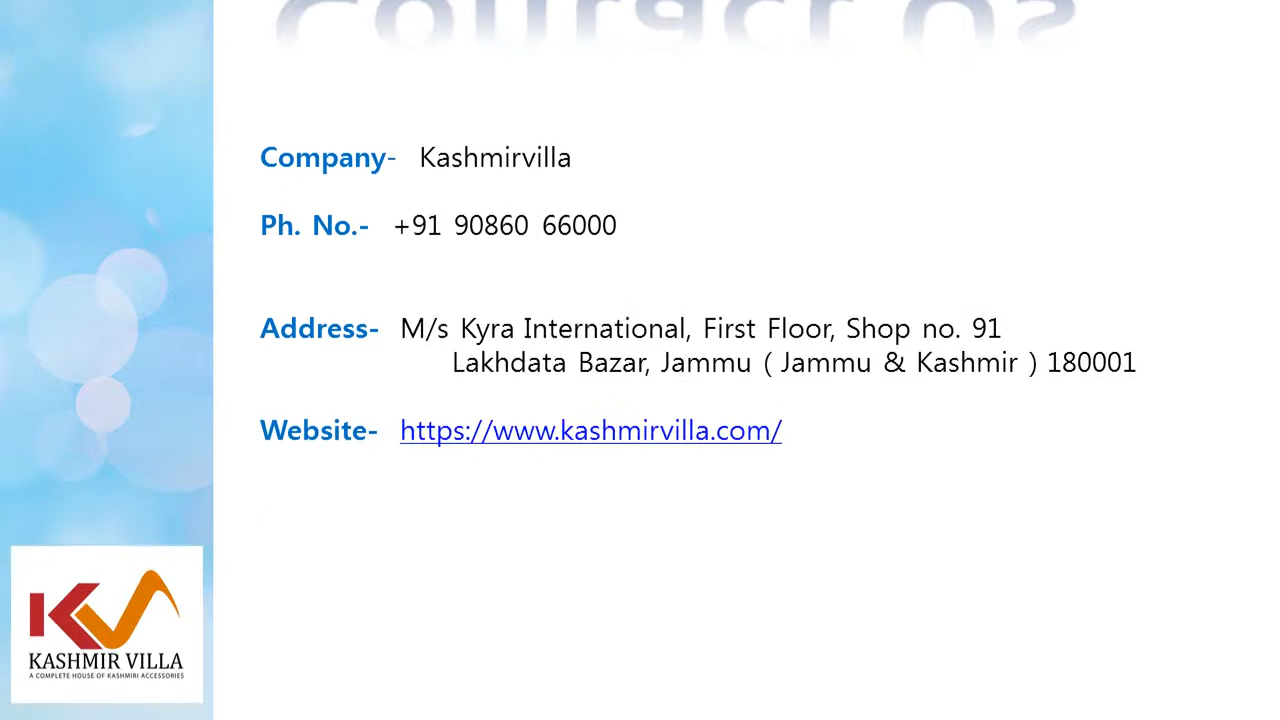 Company- Kashmirvilla
Ph. No.- +91 90860 66000
Address- M/s Kyra International, First Floor, Shop no. 91
Lakhdata Bazar, Jammu ( Jammu & Kashmir ) 180001
Website- https://www.kashmirvilla.com/
KASHMIR VILLA
A COMPLETE HOUSE OF KASHMIRI ACCESSORIES